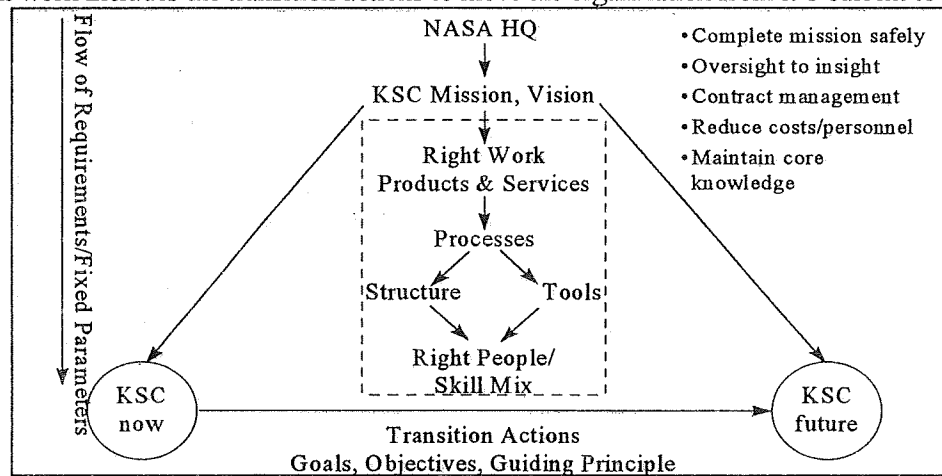 Flow of Requirements/Fixed Parameters
NASA HQ
KSC Mission, Vision
Right Work
Products & Services
Processes
Structure
Tools
Right People/
Skill Mix
• Complete mission safely
• Oversight to insight
• Contract management
• Reduce costs/personnel
• Maintain core
knowledge
KSC
now
KSC
future
Transition Actions
Goals, Objectives, Guiding Principle